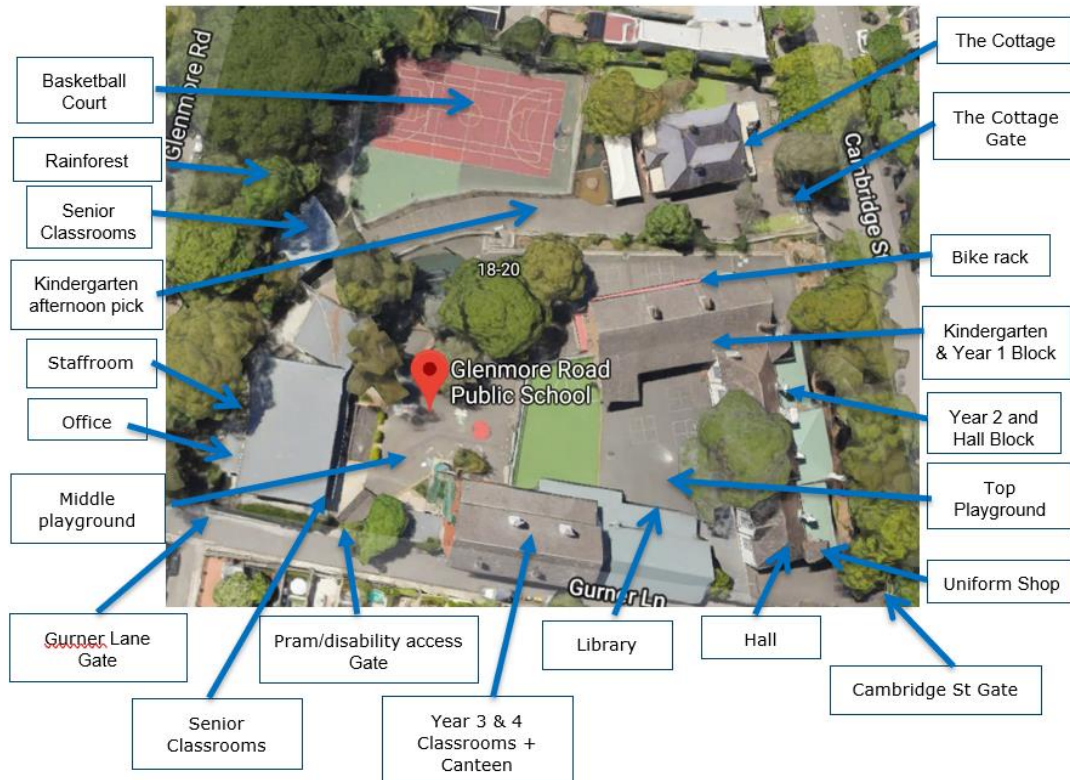 Glenmore Rd
Basketball
Court
Rainforest
Senior
Classrooms
Kindergarten
afternoon pick
Staffroom
Office
Middle
playground
Gurner Lane
Gate
Senior
Classrooms
Pram/disability access
Gate
Year 3 & 4
Classrooms +
Canteen
18-20
Glenmore Road
Public School
Gurner Ln
Library
Hall
Cambridge St
The Cottage
The Cottage
Gate
Bike rack
Kindergarten
& Year 1 Block
Year 2 and
Hall Block
Top
Playground
Uniform Shop
Cambridge St Gate